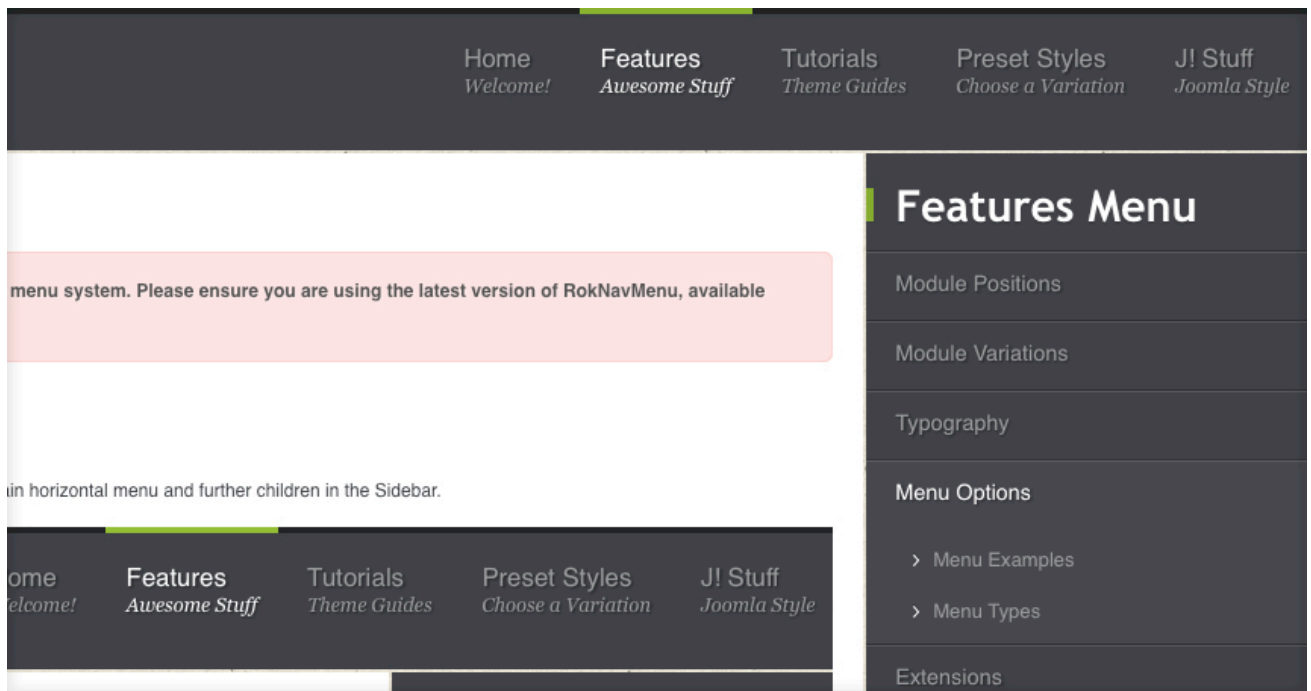 Home Features Tutorials Preset Styles J! Stuff
Welcome! Awesome Stuff Theme Guides Choose a Variation Joomla Style
menu system. Please ensure you are using the latest version of RokNavMenu, available
horizontal menu and further children in the Sidebar.
Features Tutorials Preset Styles J! Stuff
Awesome Stuff Theme Guides Choose a Variation Joomla Style
Features Menu
Module Positions
Module Variations
Typography
Menu Options
Menu Examples
Menu Types
Extensions